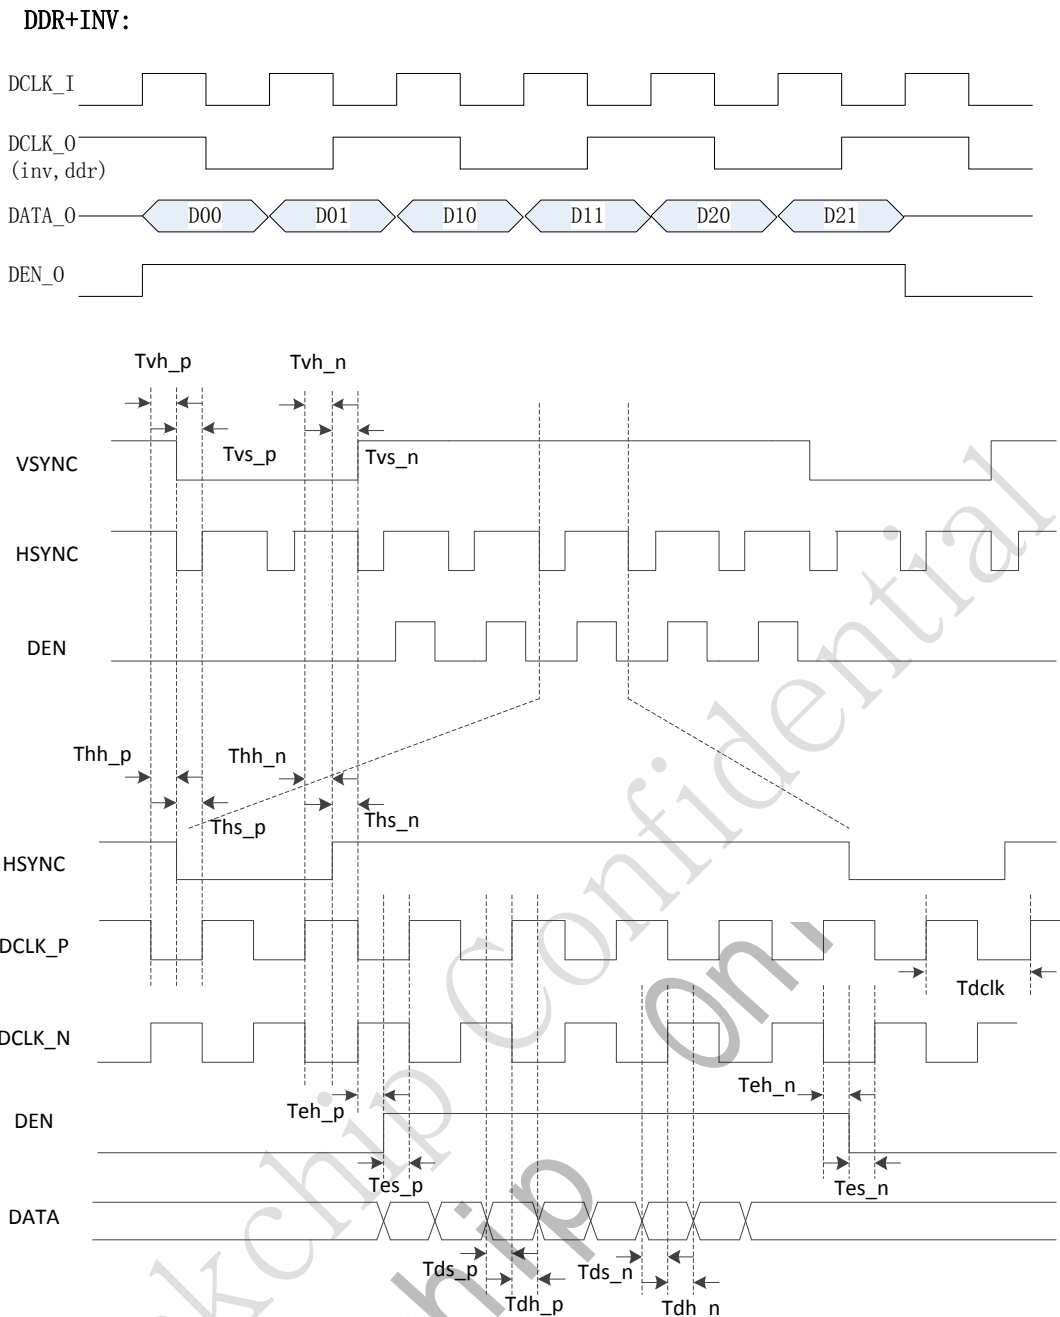 DDR+INV:
DCLK_I
DCLK_O
(inv,ddr)
DATA_O
D00 D01 D10 D11 D20 D21
DEN_O
Tvh_p Tvh_n
Tvs_p Tvs_n
VSYNC
HSYNC
DEN
Thh_p Thh_n
Ths_p Ths_n
HSYNC
DCLK_P
Tdclk
DCLK_N
Teh_p Teh_n
DEN
Tes_p Tes_n
DATA
Tds_p Tds_n
Tdh_p Tdh_n
Confidential